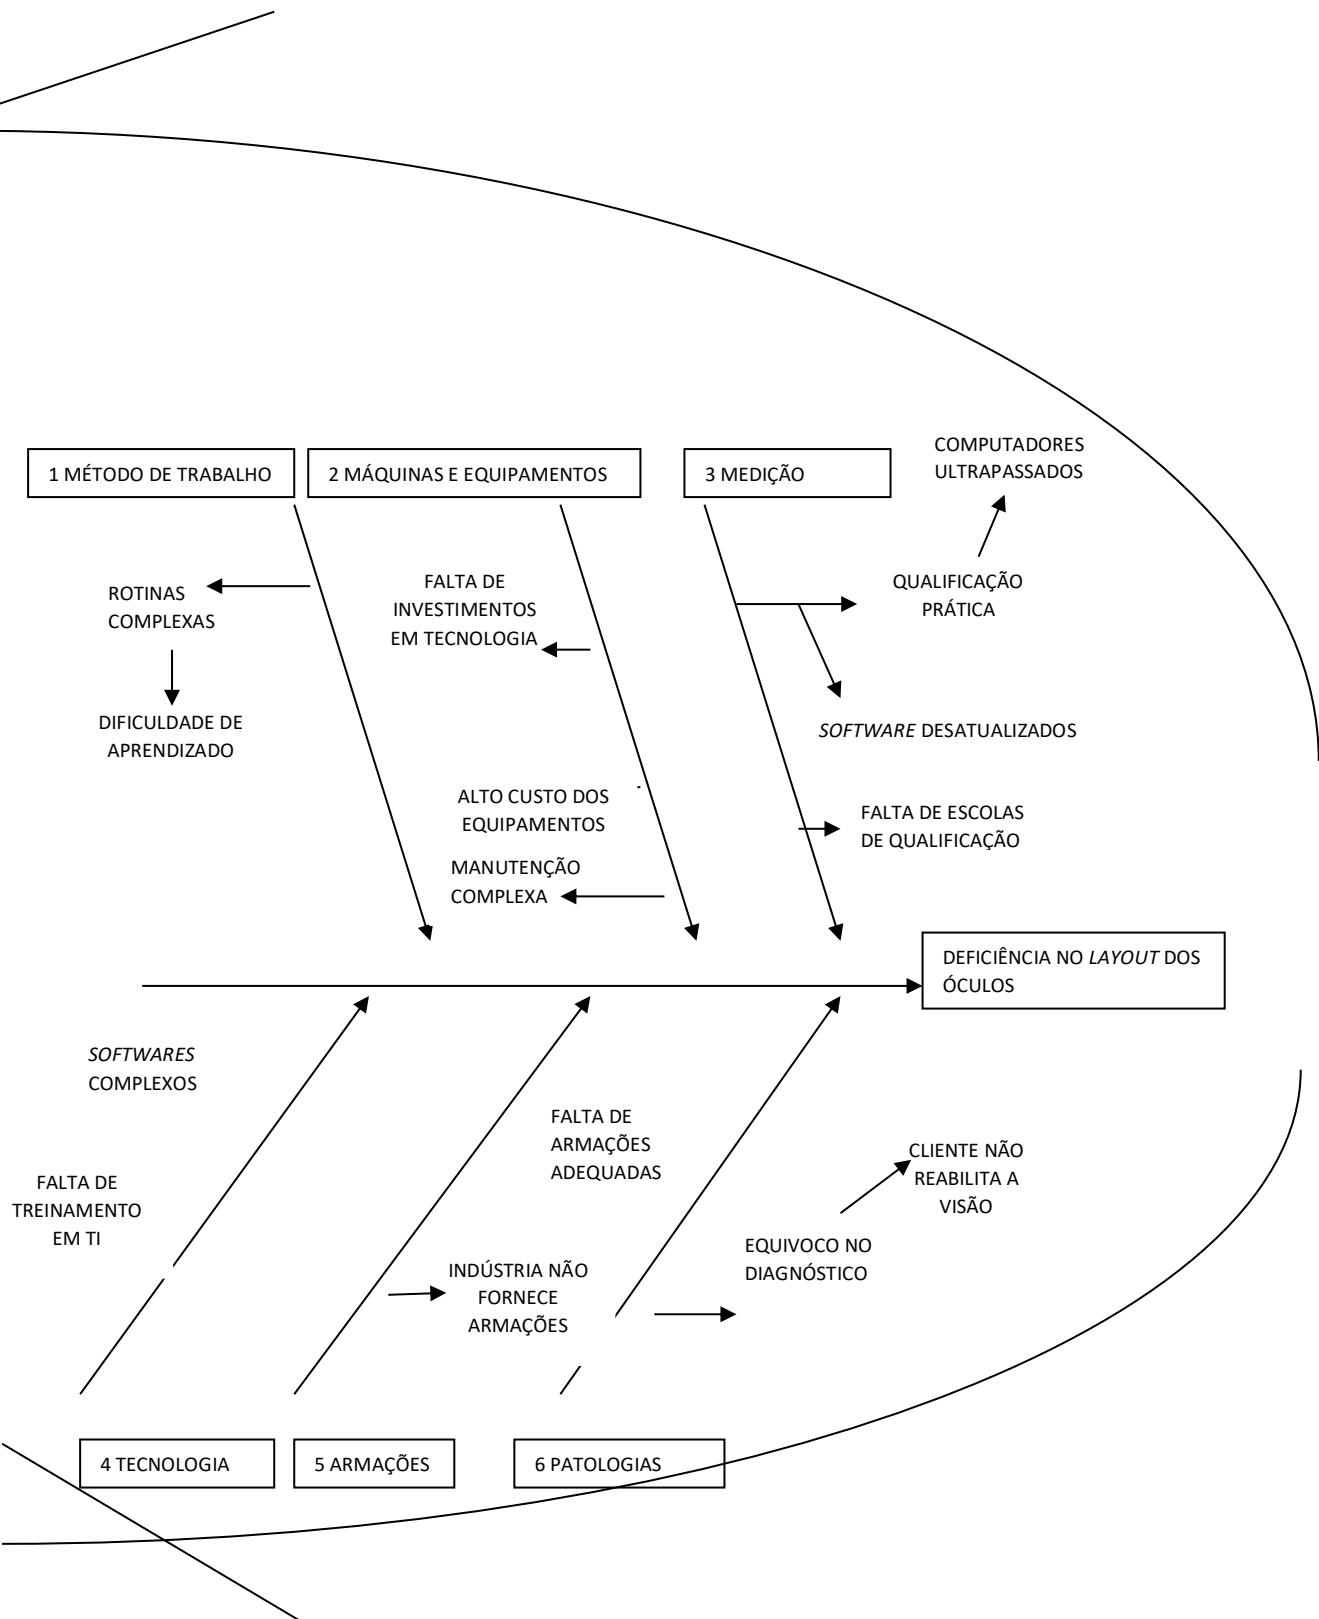 COMPUTADORES
ULTRAPASSADOS
1 MÉTODO DE TRABALHO
2 MÁQUINAS E EQUIPAMENTOS
3 MEDIÇÃO
ROTINAS
COMPLEXAS
FALTA DE
INVESTIMENTOS
EM TECNOLOGIA
QUALIFICAÇÃO
PRÁTICA
DIFICULDADE DE
APRENDIZADO
SOFTWARE DESATUALIZADOS
ALTO CUSTO DOS
EQUIPAMENTOS
FALTA DE ESCOLAS
DE QUALIFICAÇÃO
MANUTENÇÃO
COMPLEXA
DEFICIÊNCIA NO LAYOUT DOS
ÓCULOS
SOFTWARES
COMPLEXOS
FALTA DE
ARMAÇÕES
ADEQUADAS
CLIENTE NÃO
REABILITA A
VISÃO
FALTA DE
TREINAMENTO
EM TI
EQUIVOCO NO
DIAGNÓSTICO
INDÚSTRIA NÃO
FORNECE
ARMAÇÕES
4 TECNOLOGIA
5 ARMAÇÕES
6 PATOLOGIAS